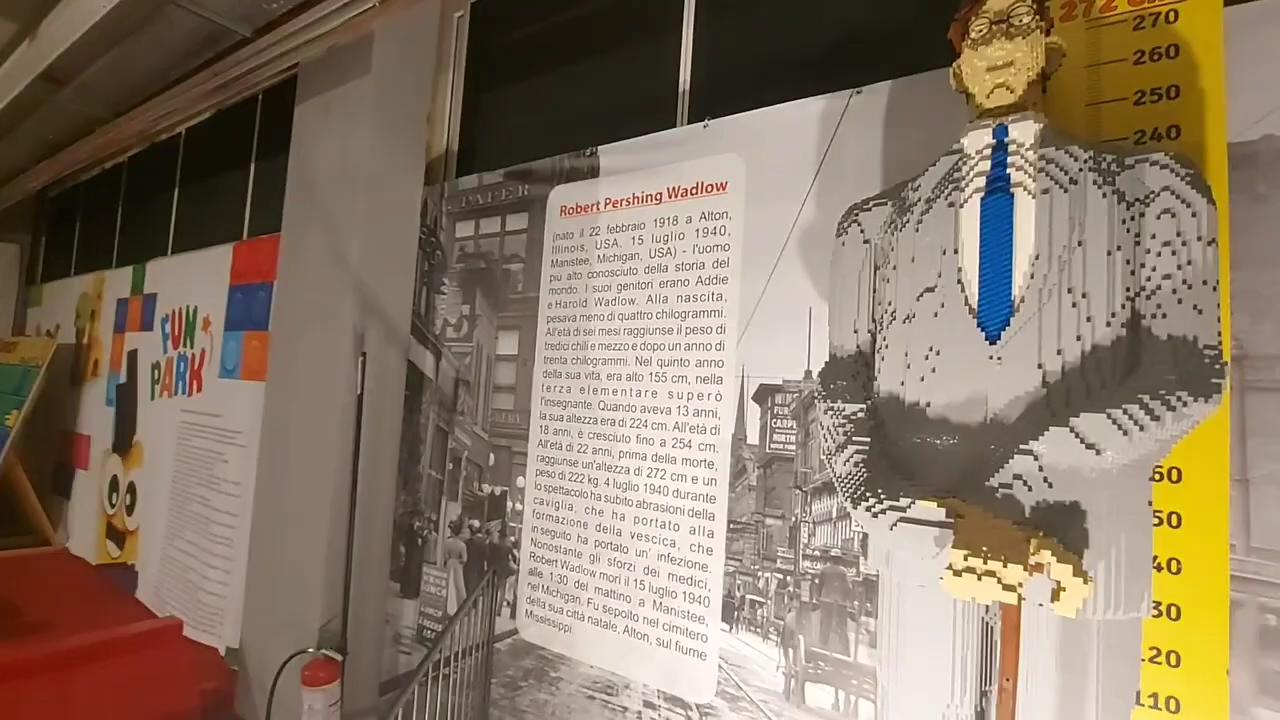 272
270
260
250
240
60
50
40
30
20
10
PAPER
Robert Pershing Wadlow
(nato il 22 febbraio 1918 a Alton,
Illinois, USA. 15 luglio 1940,
Manistee, Michigan, USA) - l'uomo
più alto conosciuto della storia del
mondo. I suoi genitori erano Addie
e Harold Wadlow. Alla nascita,
pesava meno di quattro chilogrammi.
All'età di sei mesi raggiunse il peso di
tredici chili e mezzo e dopo un anno di
trenta chilogrammi. Nel quinto anno
della sua vita, era alto 155 cm, nella
terza elementare superò
l'insegnante. Quando aveva 13 anni,
la sua altezza era di 224 cm. All'età di
18 anni, è cresciuto fino a 254 cm.
All'età di 22 anni, prima della morte,
raggiunse un'altezza di 272 cm e un
peso di 222 kg. 4 luglio 1940 durante
lo spettacolo ha subito abrasioni della
caviglia, che ha portato alla
formazione della vescica, che
in seguito ha portato un' infezione.
Nonostante gli sforzi dei medici,
Robert Wadlow morì il 15 luglio 1940
alle 1:30 del mattino a Manistee,
nel Michigan. Fu sepolto nel cimitero
della sua città natale, Alton, sul fiume
Mississippi.
FUN
PARK
NORTH
LUNCH